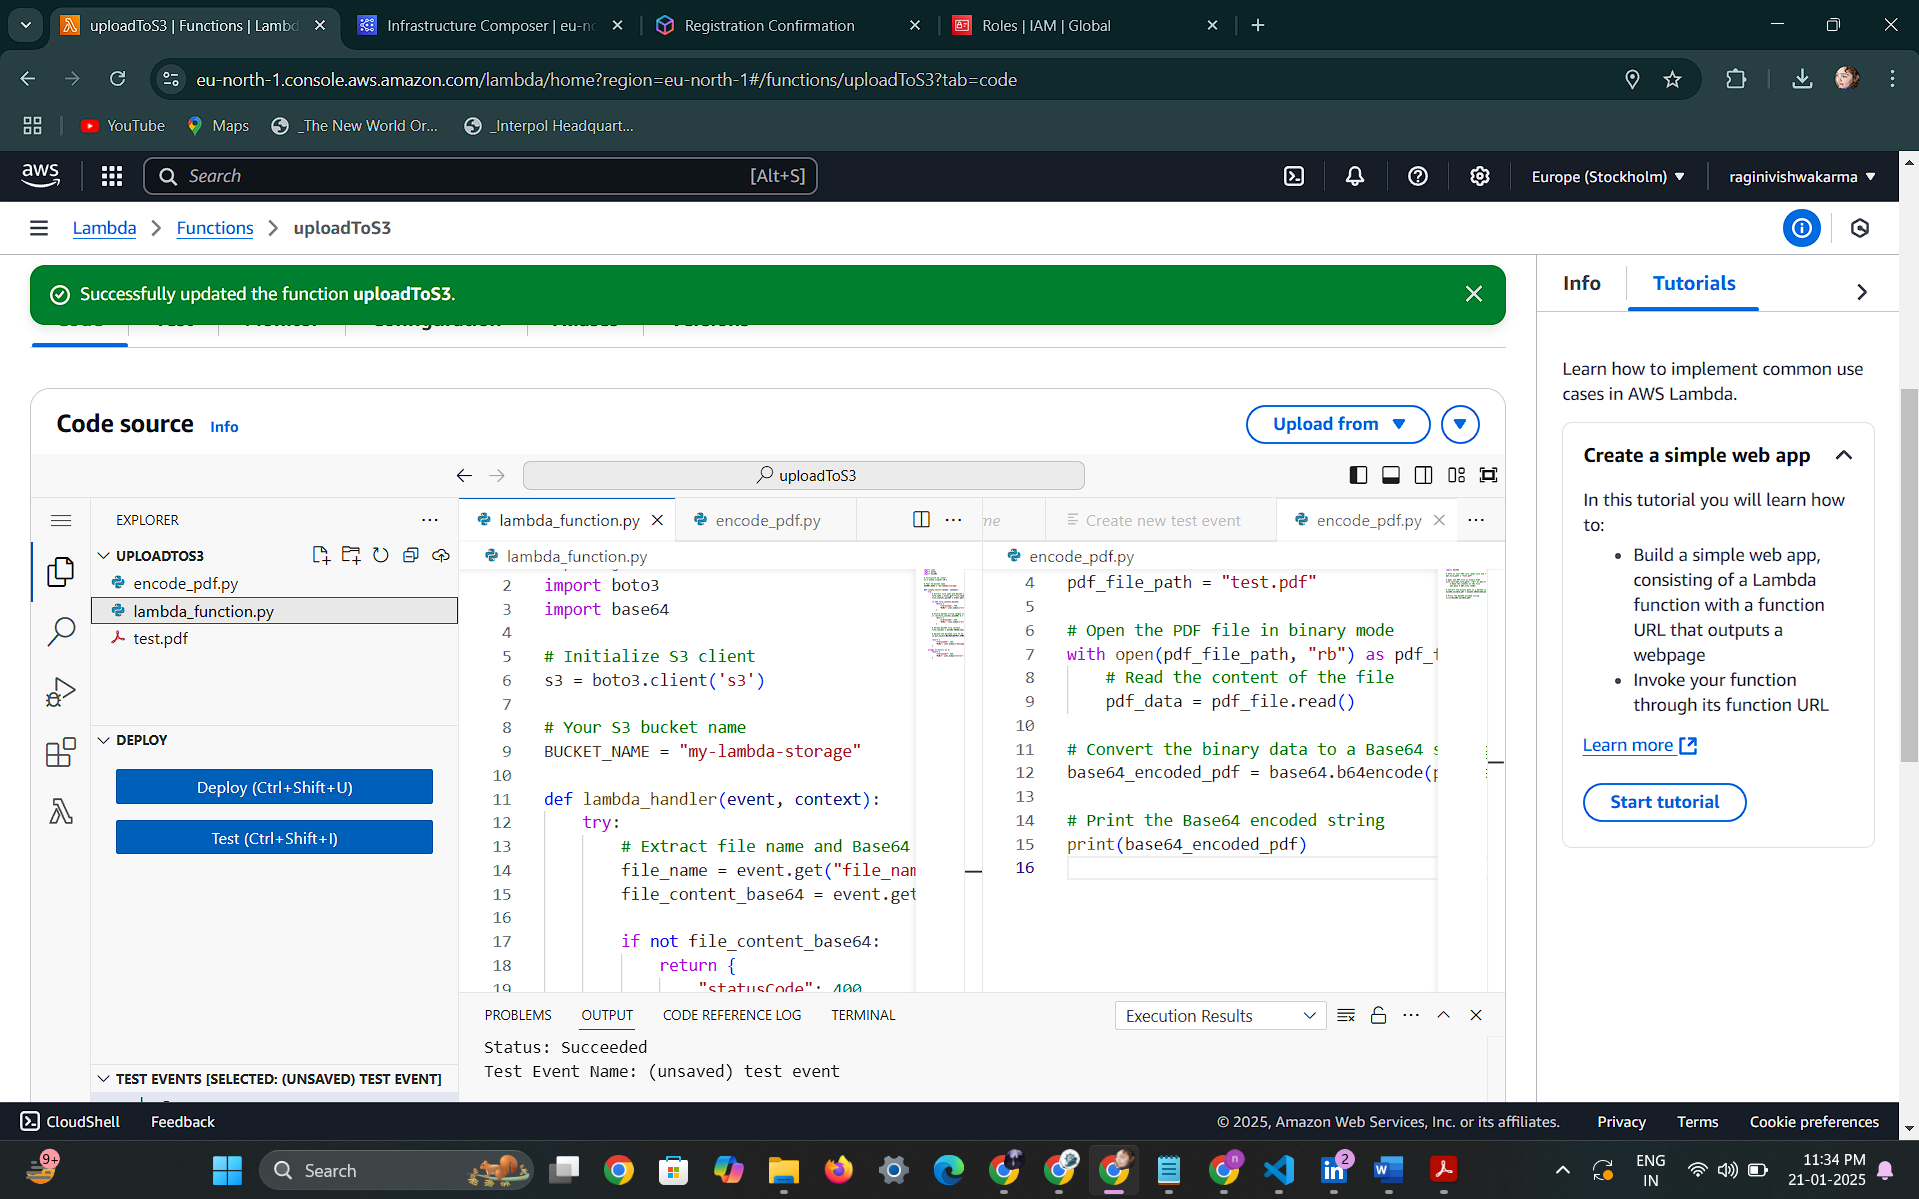 uploadToS3 | Functions | Lambd
Infrastructure Composer | eu-no
Registration Confirmation
Roles | IAM | Global
eu-north-1.console.aws.amazon.com/lambda/home?region=eu-north-1#/functions/uploadToS3?tab=code
YouTube
Maps
_The New World Or...
_Interpol Headquart...
aws
Search
[Alt+S]
Europe (Stockholm)
raginivishwakarma
Lambda
Functions
uploadToS3
Successfully updated the function uploadToS3.
Info
Tutorials
Learn how to implement common use
cases in AWS Lambda.
Create a simple web app
In this tutorial you will learn how
to:
• Build a simple web app,
consisting of a Lambda
function with a function
URL that outputs a
webpage
• Invoke your function
through its function URL
Learn more
Start tutorial
Code source Info
Upload from
uploadToS3
EXPLORER
UPLOADTOS3
encode_pdf.py
lambda_function.py
test.pdf
DEPLOY
Deploy (Ctrl+Shift+U)
Test (Ctrl+Shift+I)
TEST EVENTS [SELECTED: (UNSAVED) TEST EVENT]
lambda_function.py
encode_pdf.py
lambda_function.py
2 import boto3
3 import base64
4
5 # Initialize S3 client
6 s3 = boto3.client('s3')
7
8 # Your S3 bucket name
9 BUCKET_NAME = "my-lambda-storage"
10
11 def lambda_handler(event, context):
12 try:
13 # Extract file name and Base64
14 file_name = event.get("file_nam
15 file_content_base64 = event.get
16
17 if not file_content_base64:
18 return {
19 "statusCode": 400
me
Create new test event
encode_pdf.py
encode_pdf.py
4 pdf_file_path = "test.pdf"
5
6 # Open the PDF file in binary mode
7 with open(pdf_file_path, "rb") as pdf_f
8 # Read the content of the file
9 pdf_data = pdf_file.read()
10
11 # Convert the binary data to a Base64 s
12 base64_encoded_pdf = base64.b64encode(p
13
14 # Print the Base64 encoded string
15 print(base64_encoded_pdf)
16
PROBLEMS
OUTPUT
CODE REFERENCE LOG
TERMINAL
Execution Results
Status: Succeeded
Test Event Name: (unsaved) test event
CloudShell
Feedback
© 2025, Amazon Web Services, Inc. or its affiliates.
Privacy
Terms
Cookie preferences
9+
Search
n
2
ENG
IN
11:34 PM
21-01-2025